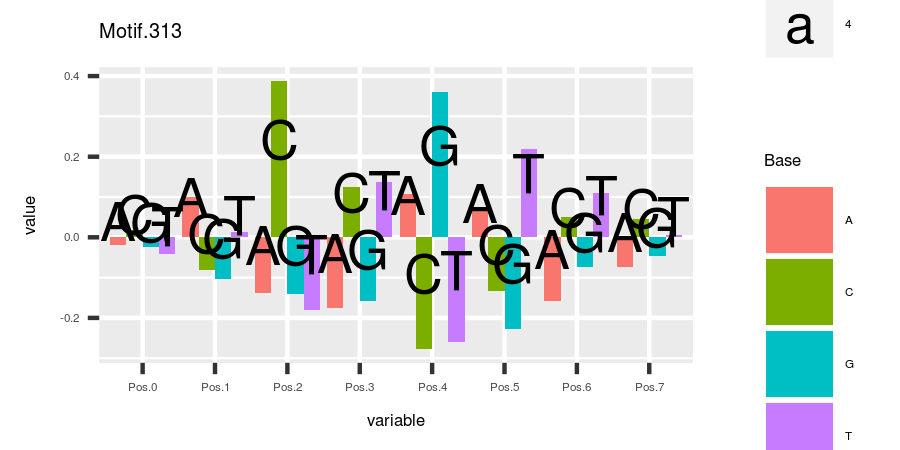 Motif.313
a 4
0.4
0.2
0.0
-0.2
value
A C G T A C G T A C G T A C G T A C G T A C G T A C G T A C G T
Pos.0 Pos.1 Pos.2 Pos.3 Pos.4 Pos.5 Pos.6 Pos.7
variable
Base
A
C
G
T